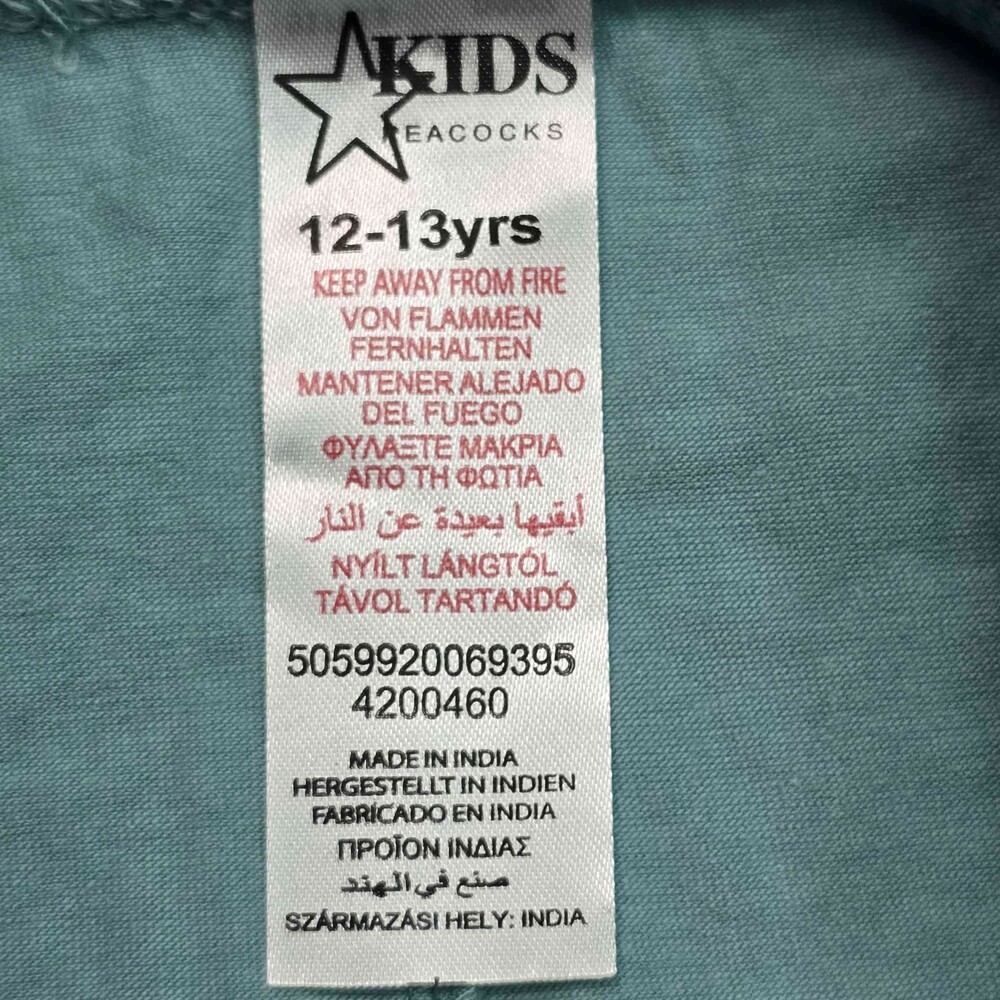 KIDS
PEACOCKS
12-13yrs
KEEP AWAY FROM FIRE
VON FLAMMEN
FERNHALTEN
MANTENER ALEJADO
DEL FUEGO
ΦΥΛΑΞΤΕ ΜΑΚΡΙΑ
ΑΠΟ ΤΗ ΦΩΤΙΑ
أبقيها بعيدة عن النار
NYÍLT LÁNGTÓL
TÁVOL TARTANDÓ
5059920069395
4200460
MADE IN INDIA
HERGESTELLT IN INDIEN
FABRICADO EN INDIA
ΠΡΟΪΟΝ ΙΝΔΙΑΣ
صنع في الهند
SZÁRMAZÁSI HELY: INDIA